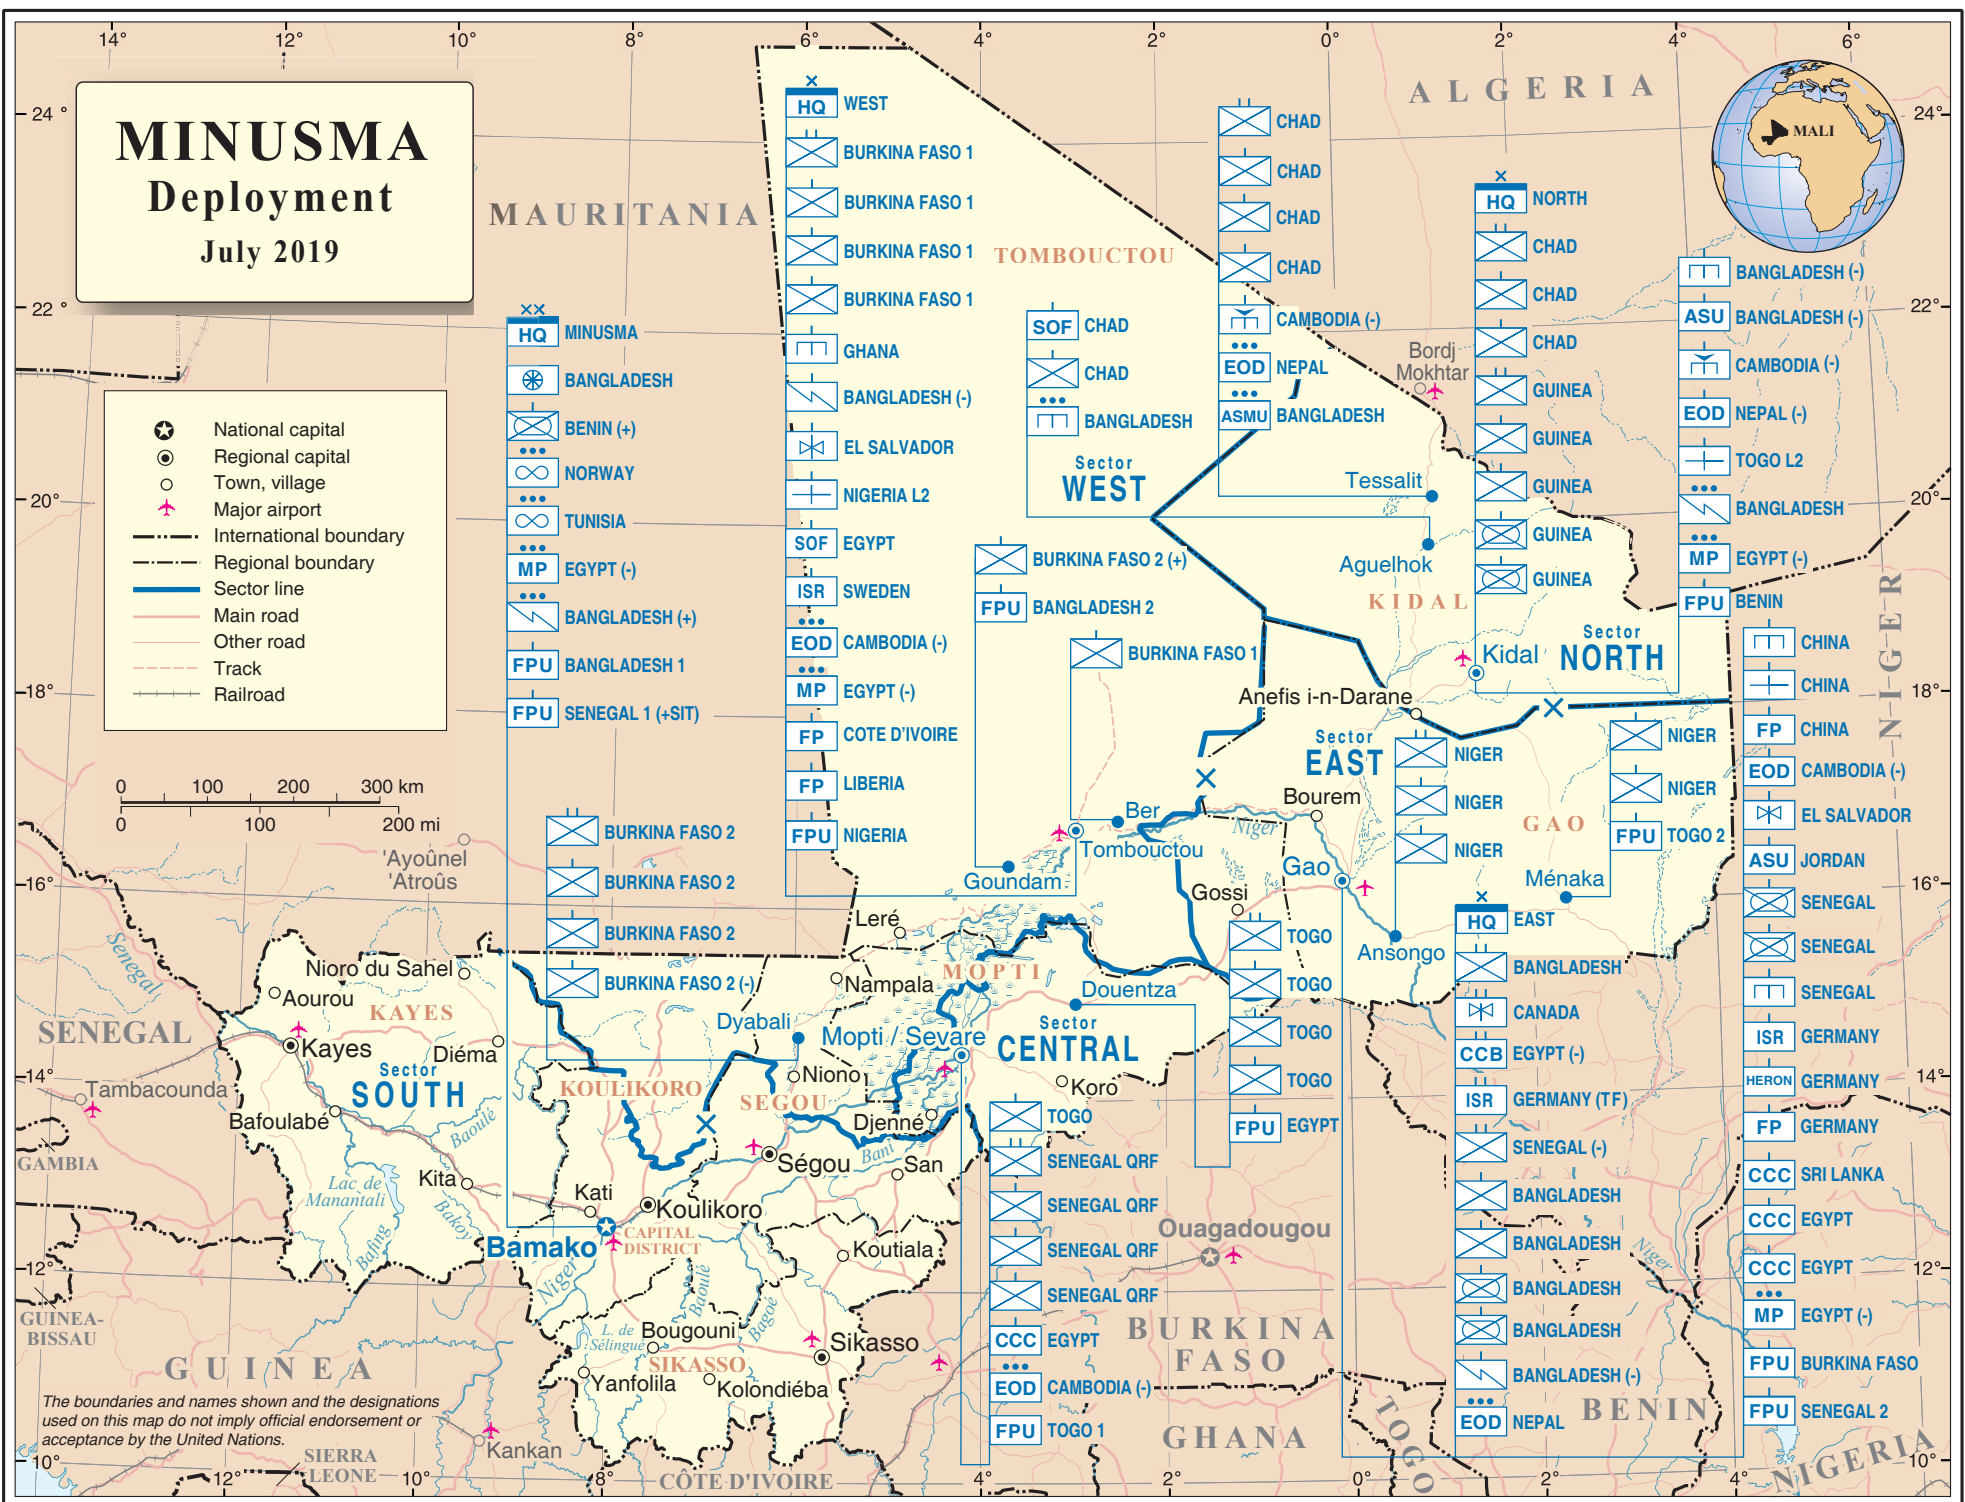 14°
12°
10°
8°
6°
4°
2°
0°
2°
4°
6°
24°
22°
20°
18°
16°
14°
12°
10°
24°
22°
20°
18°
16°
14°
12°
10°
12°
10°
8°
4°
2°
0°
2°
4°
MINUSMA
Deployment
July 2019
National capital
Regional capital
Town, village
Major airport
International boundary
Regional boundary
Sector line
Main road
Other road
Track
Railroad
0 100 200 300 km
0 100 200 mi
MALI
ALGERIA
MAURITANIA
NIGER
SENEGAL
GAMBIA
GUINEA-
BISSAU
GUINEA
SIERRA
LEONE
CÔTE D'IVOIRE
BURKINA
FASO
GHANA
TOGO
BENIN
NIGERIA
TOMBOUCTOU
KIDAL
GAO
MOPTI
KAYES
KOULIKORO
SEGOU
SIKASSO
CAPITAL
DISTRICT
Sector
WEST
Sector
NORTH
Sector
EAST
Sector
CENTRAL
Sector
SOUTH
HQ MINUSMA
BANGLADESH
BENIN (+)
NORWAY
TUNISIA
MP EGYPT (-)
BANGLADESH (+)
FPU BANGLADESH 1
FPU SENEGAL 1 (+SIT)
BURKINA FASO 2
BURKINA FASO 2
BURKINA FASO 2
BURKINA FASO 2 (-)
HQ WEST
BURKINA FASO 1
BURKINA FASO 1
BURKINA FASO 1
BURKINA FASO 1
GHANA
BANGLADESH (-)
EL SALVADOR
NIGERIA L2
SOF EGYPT
ISR SWEDEN
EOD CAMBODIA (-)
MP EGYPT (-)
FP COTE D'IVOIRE
FP LIBERIA
FPU NIGERIA
SOF CHAD
CHAD
BANGLADESH
BURKINA FASO 2 (+)
FPU BANGLADESH 2
BURKINA FASO 1
CHAD
CHAD
CHAD
CHAD
CAMBODIA (-)
EOD NEPAL
ASMU BANGLADESH
HQ NORTH
CHAD
CHAD
CHAD
GUINEA
GUINEA
GUINEA
GUINEA
GUINEA
BANGLADESH (-)
ASU BANGLADESH (-)
CAMBODIA (-)
EOD NEPAL (-)
TOGO L2
BANGLADESH
MP EGYPT (-)
FPU BENIN
NIGER
NIGER
NIGER
NIGER
NIGER
FPU TOGO 2
TOGO
TOGO
TOGO
TOGO
FPU EGYPT
TOGO
SENEGAL QRF
SENEGAL QRF
SENEGAL QRF
SENEGAL QRF
CCC EGYPT
EOD CAMBODIA (-)
FPU TOGO 1
HQ EAST
BANGLADESH
CANADA
CCB EGYPT (-)
ISR GERMANY (TF)
SENEGAL (-)
BANGLADESH
BANGLADESH
BANGLADESH
BANGLADESH
BANGLADESH (-)
EOD NEPAL
CHINA
CHINA
FP CHINA
EOD CAMBODIA (-)
EL SALVADOR
ASU JORDAN
SENEGAL
SENEGAL
SENEGAL
ISR GERMANY
HERON GERMANY
FP GERMANY
CCC SRI LANKA
CCC EGYPT
CCC EGYPT
MP EGYPT (-)
FPU BURKINA FASO
FPU SENEGAL 2
Bordj
Mokhtar
Tessalit
Aguelhok
Kidal
Anefis i-n-Darane
Bourem
Ber
Tombouctou
Goundam
Niger
Gao
Gossi
Ménaka
Ansongo
'Ayoûnel
'Atroûs
Leré
Nampala
Nioro du Sahel
Aourou
Kayes
Diéma
Bafoulabé
Tambacounda
Senegal
Dyabali
Mopti / Sevare
Douentza
Niono
Koro
Djenné
Bani
San
Ségou
Baoulé
Kita
Lac de
Manantali
Bakoy
Bafing
Kati
Koulikoro
Bamako
Niger
Baoulé
Bagoe
Koutiala
L. de
Sélingué
Bougouni
Sikasso
Yanfolila
Kolondiéba
Kankan
Ouagadougou
Niger
The boundaries and names shown and the designations
used on this map do not imply official endorsement or
acceptance by the United Nations.